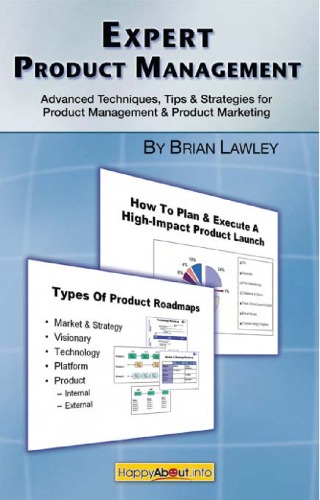 EXPERT
PRODUCT MANAGEMENT
Advanced Techniques, Tips & Strategies for
Product Management & Product Marketing
BY BRIAN LAWLEY
How To Plan & Execute A
High-Impact Product Launch
Types Of Product Roadmaps
• Market & Strategy
• Visionary
• Technology
• Platform
• Product
– Internal
– External
HappyAbout.info